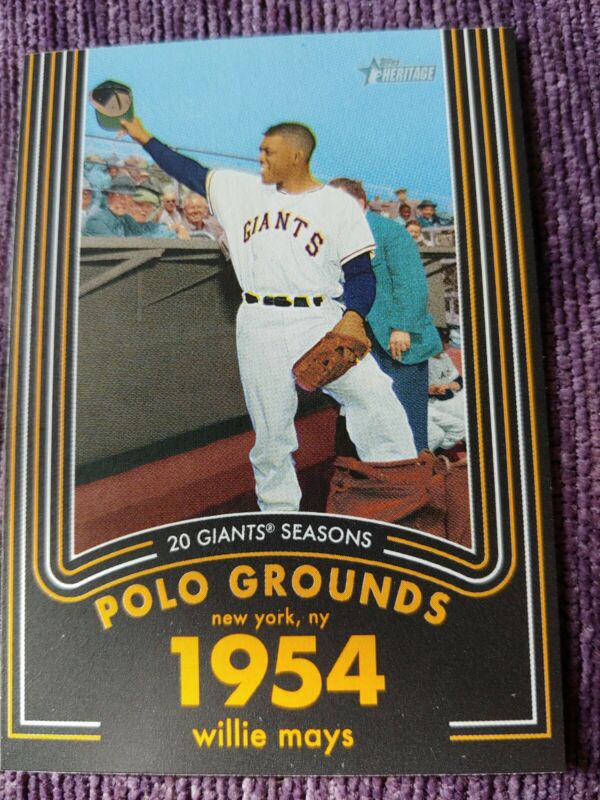 Topps
HERITAGE
GIANTS
20 GIANTS® SEASONS
POLO GROUNDS
new york, ny
1954
willie mays